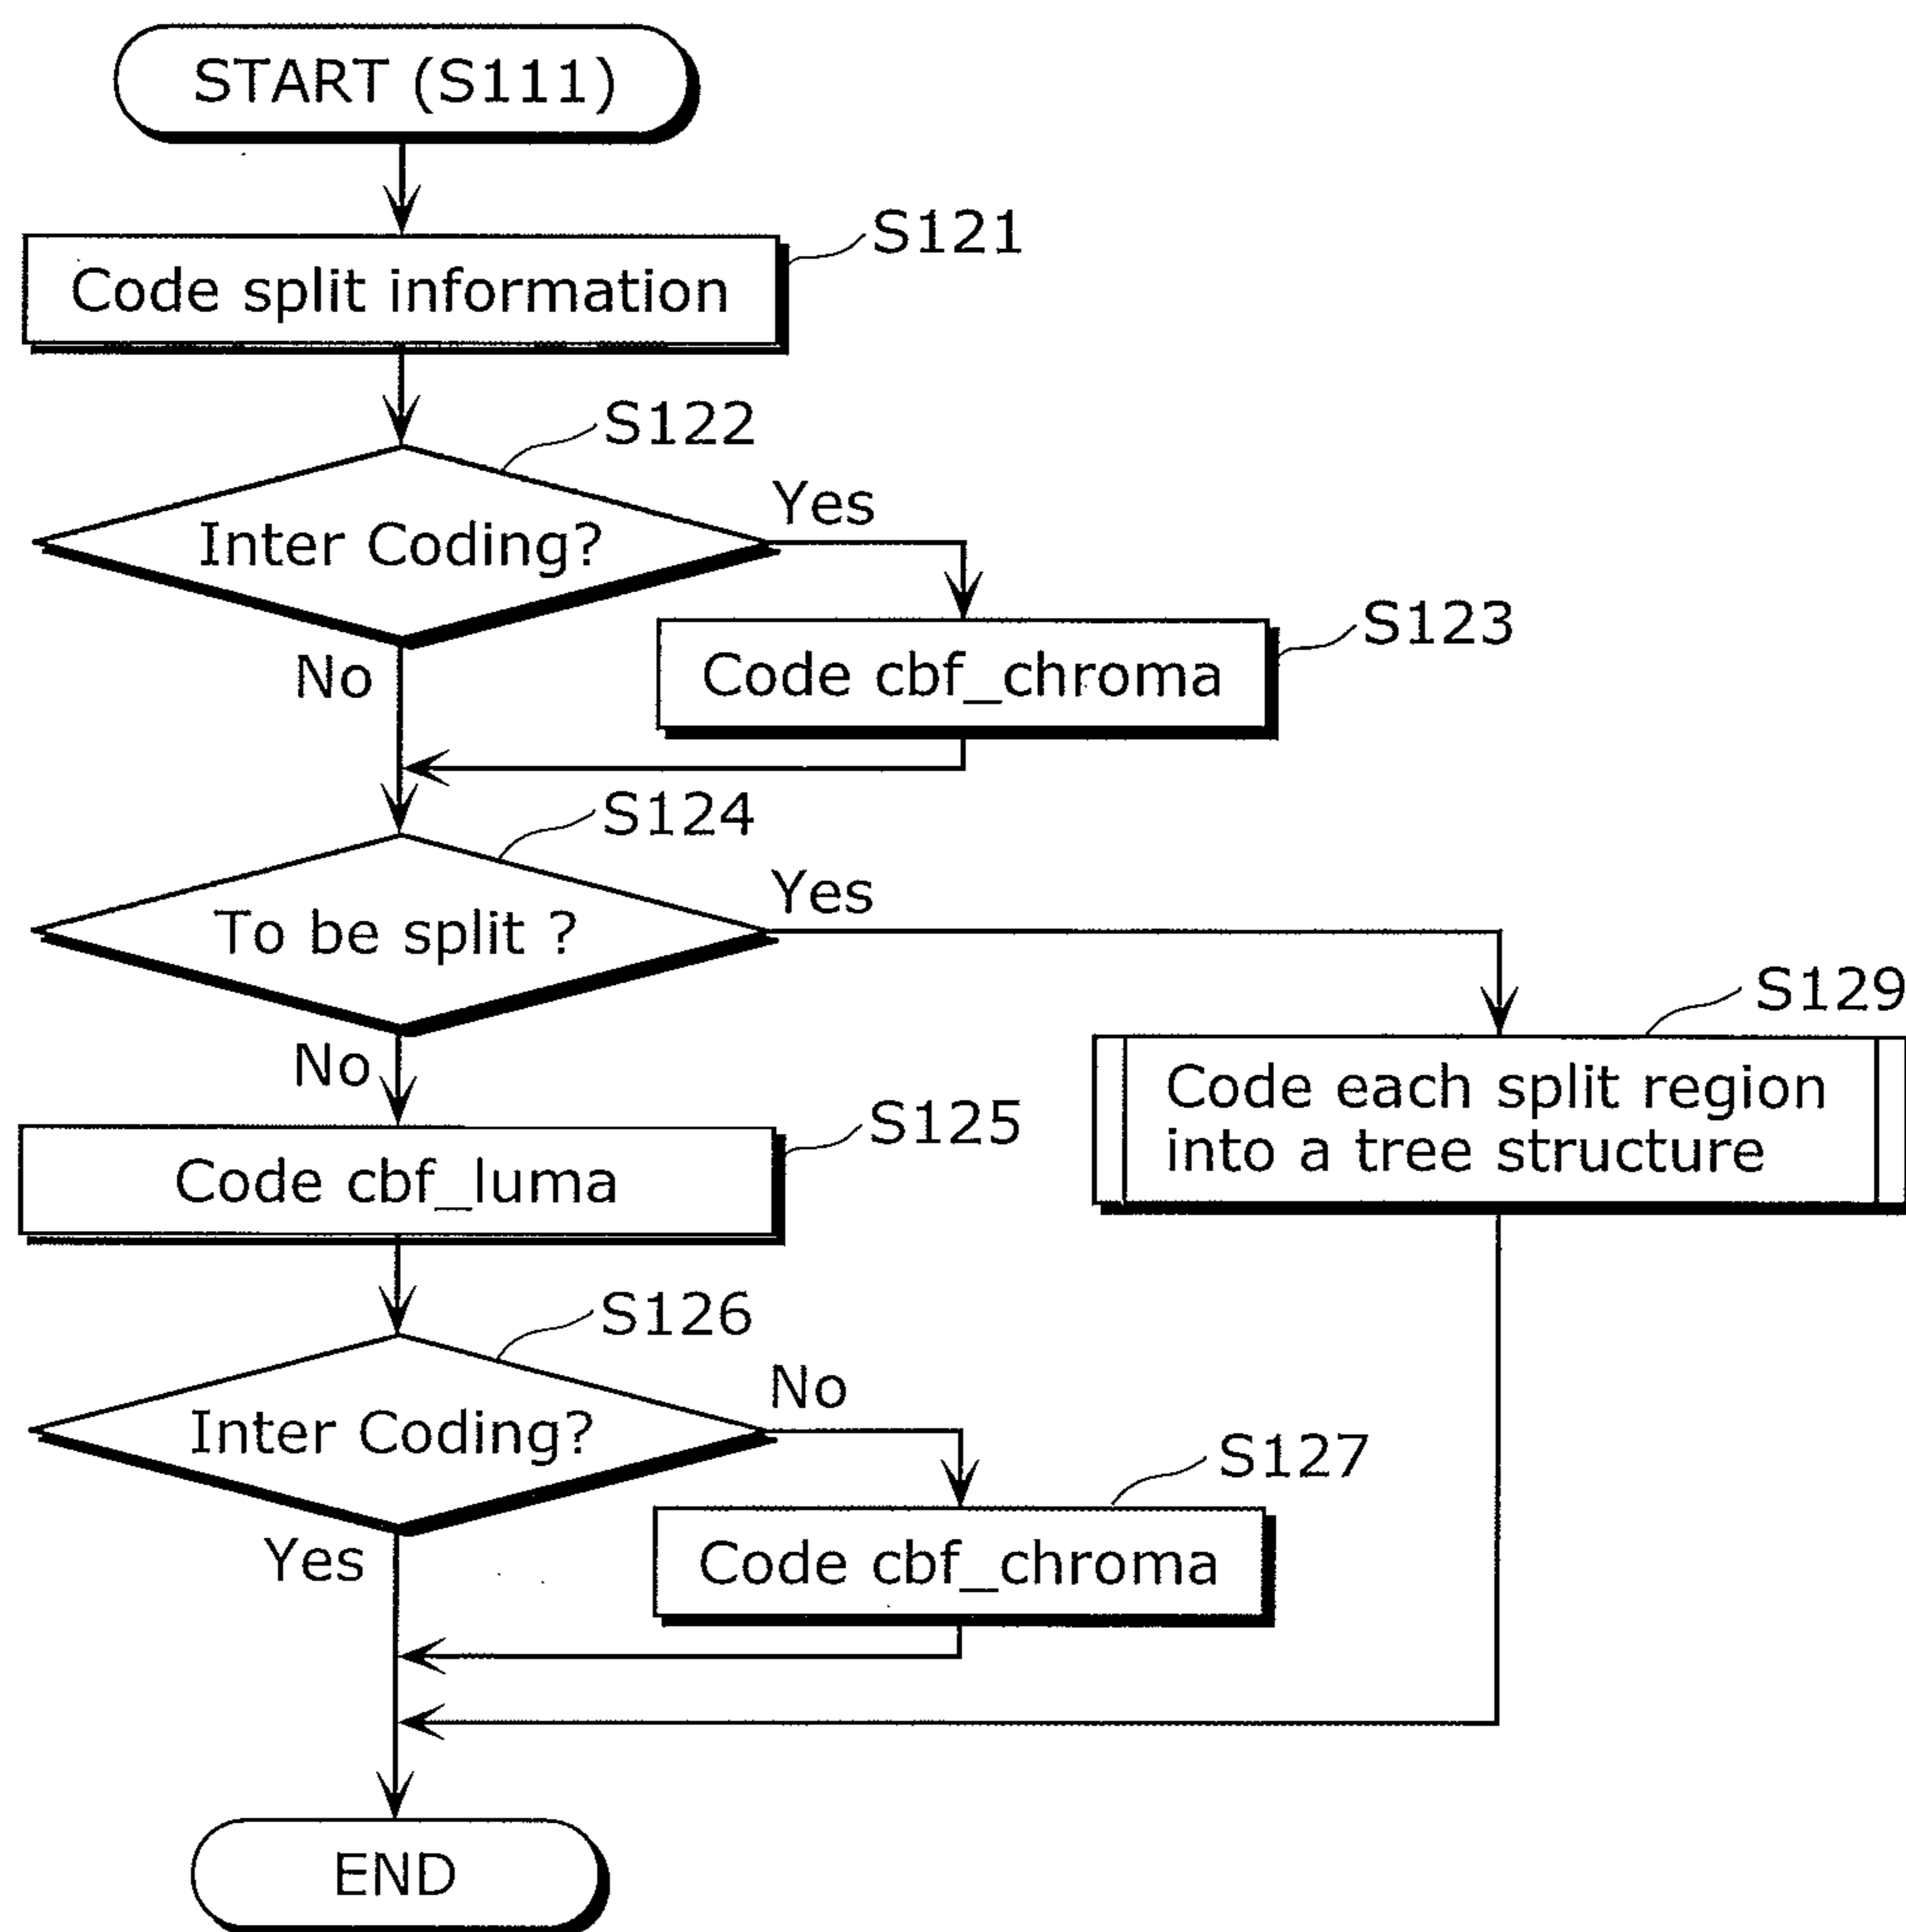 START (S111)
S121
Code split information
S122
Inter Coding?
Yes
No
S123
Code cbf_chroma
S124
To be split ?
Yes
No
S129
Code each split region
into a tree structure
S125
Code cbf_luma
S126
Inter Coding?
No
Yes
S127
Code cbf_chroma
END